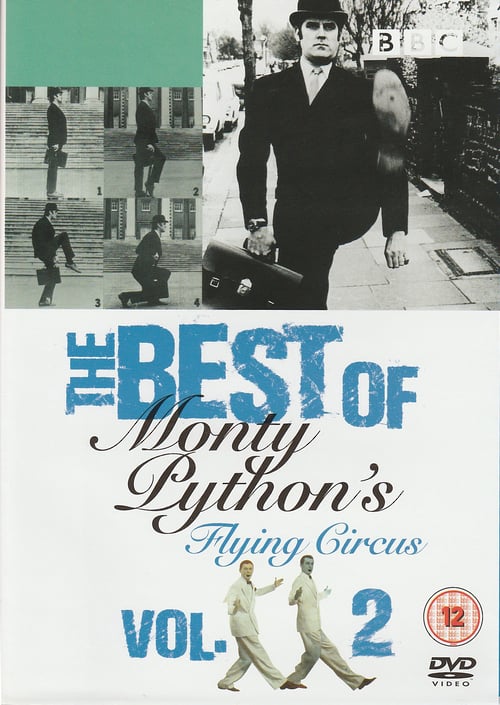 BBC
1
2
3
4
THE BEST OF
Monty
Python's
Flying Circus
VOL. 2
12
DVD
VIDEO